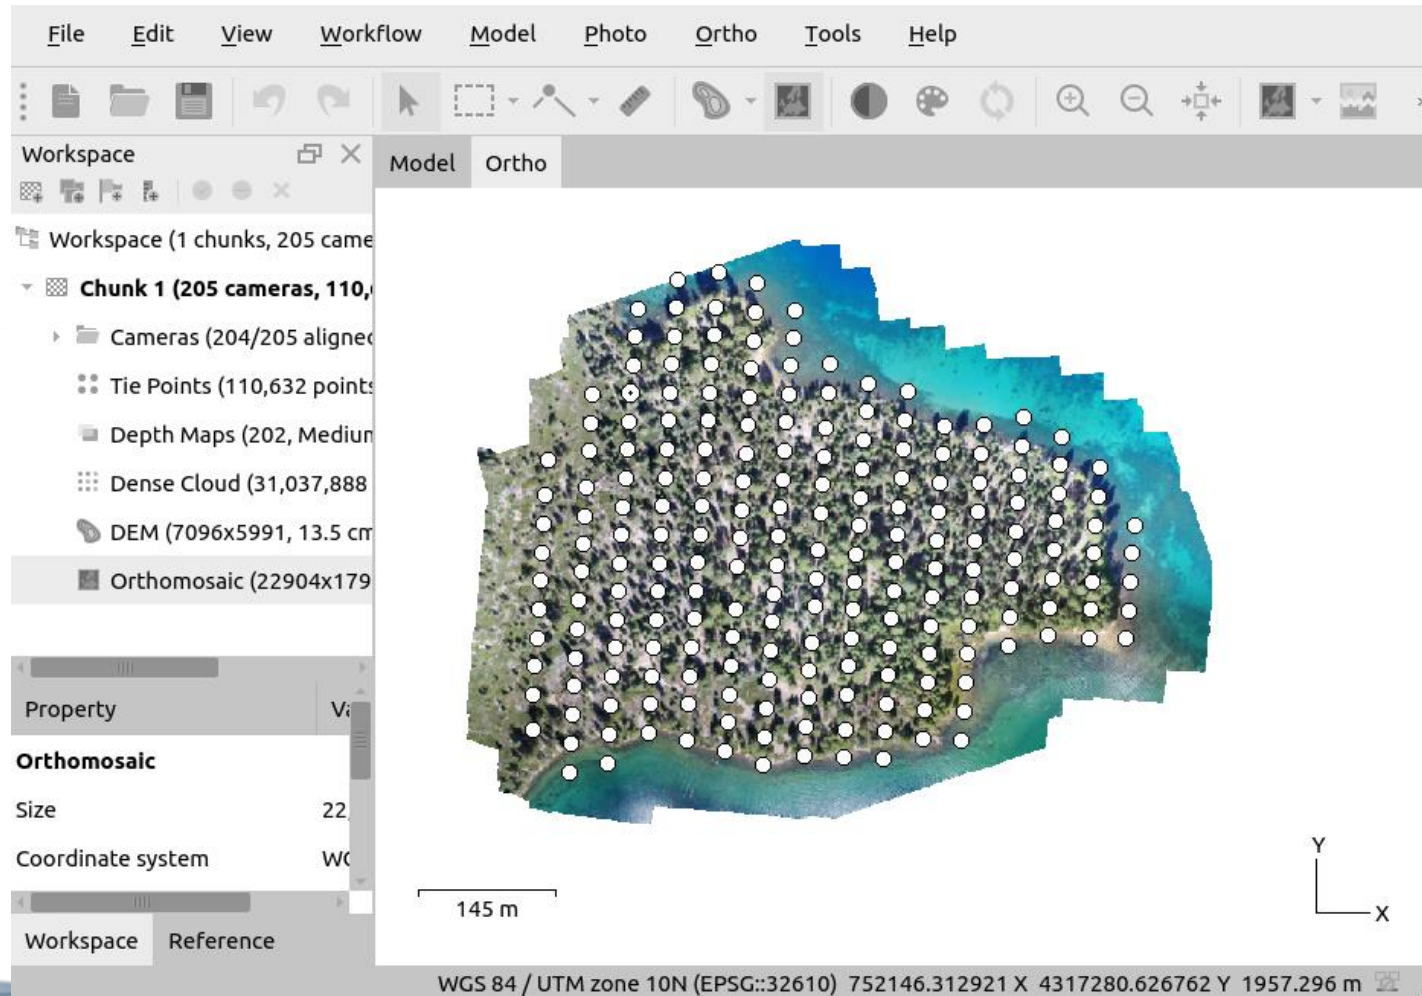 File Edit View Workflow Model Photo Ortho Tools Help
Workspace
Model Ortho
Workspace (1 chunks, 205 came
Chunk 1 (205 cameras, 110,
Cameras (204/205 aligned
Tie Points (110,632 points
Depth Maps (202, Medium
Dense Cloud (31,037,888
DEM (7096x5991, 13.5 cm
Orthomosaic (22904x179
Property Va
Orthomosaic
Size 22,
Coordinate system WG
145 m
Y
X
Workspace Reference
WGS 84 / UTM zone 10N (EPSG::32610) 752146.312921 X 4317280.626762 Y 1957.296 m